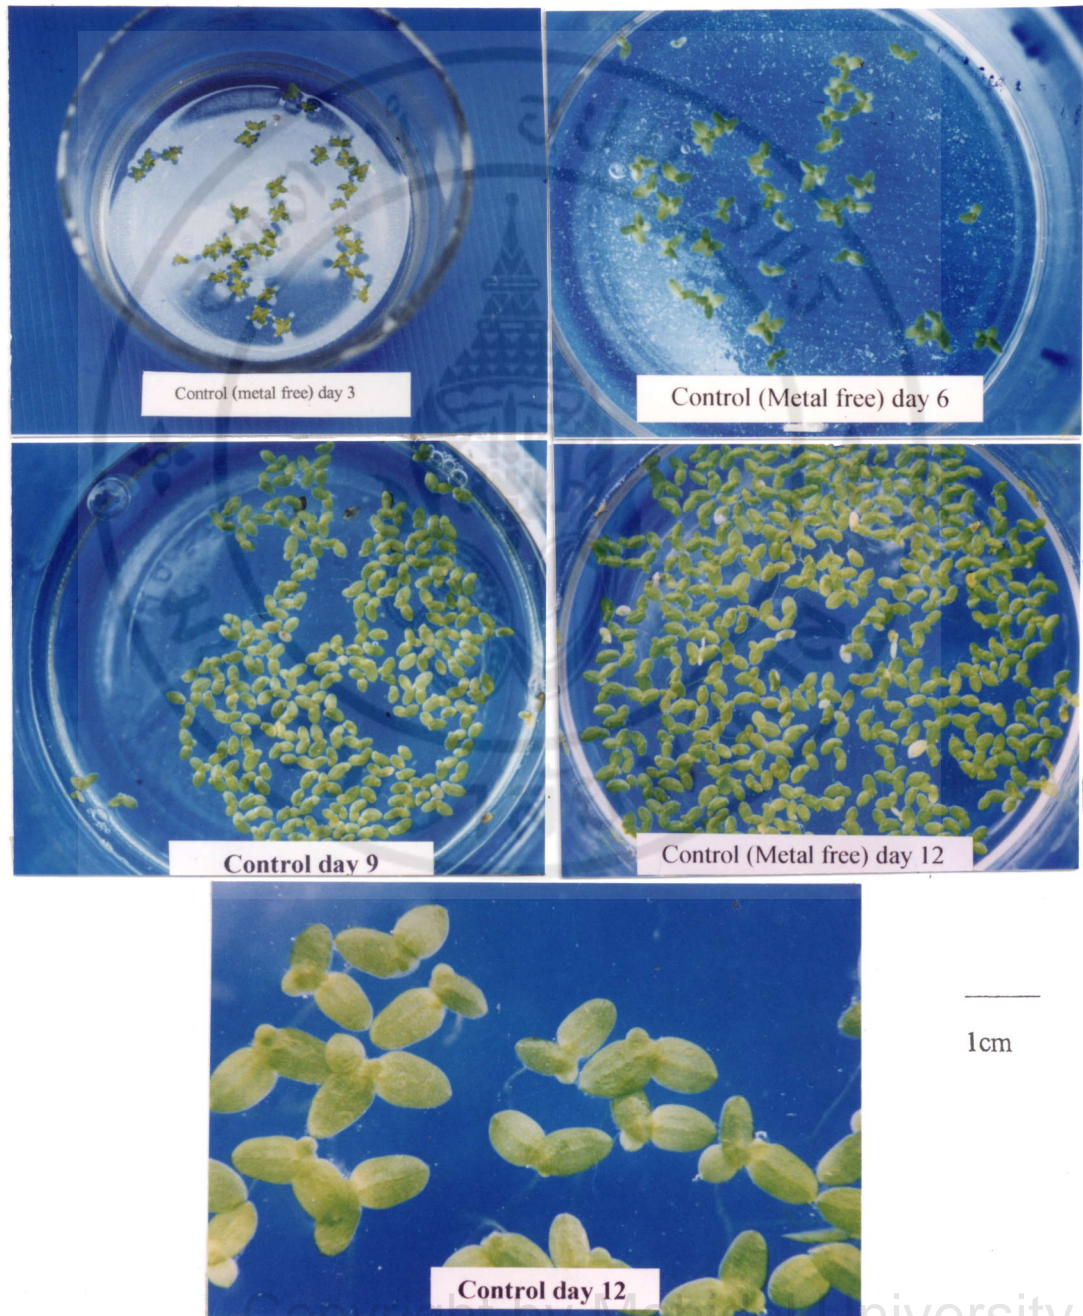 Control (metal free) day 3
Control (Metal free) day 6
Control day 9
Control (Metal free) day 12
1cm
Control day 12